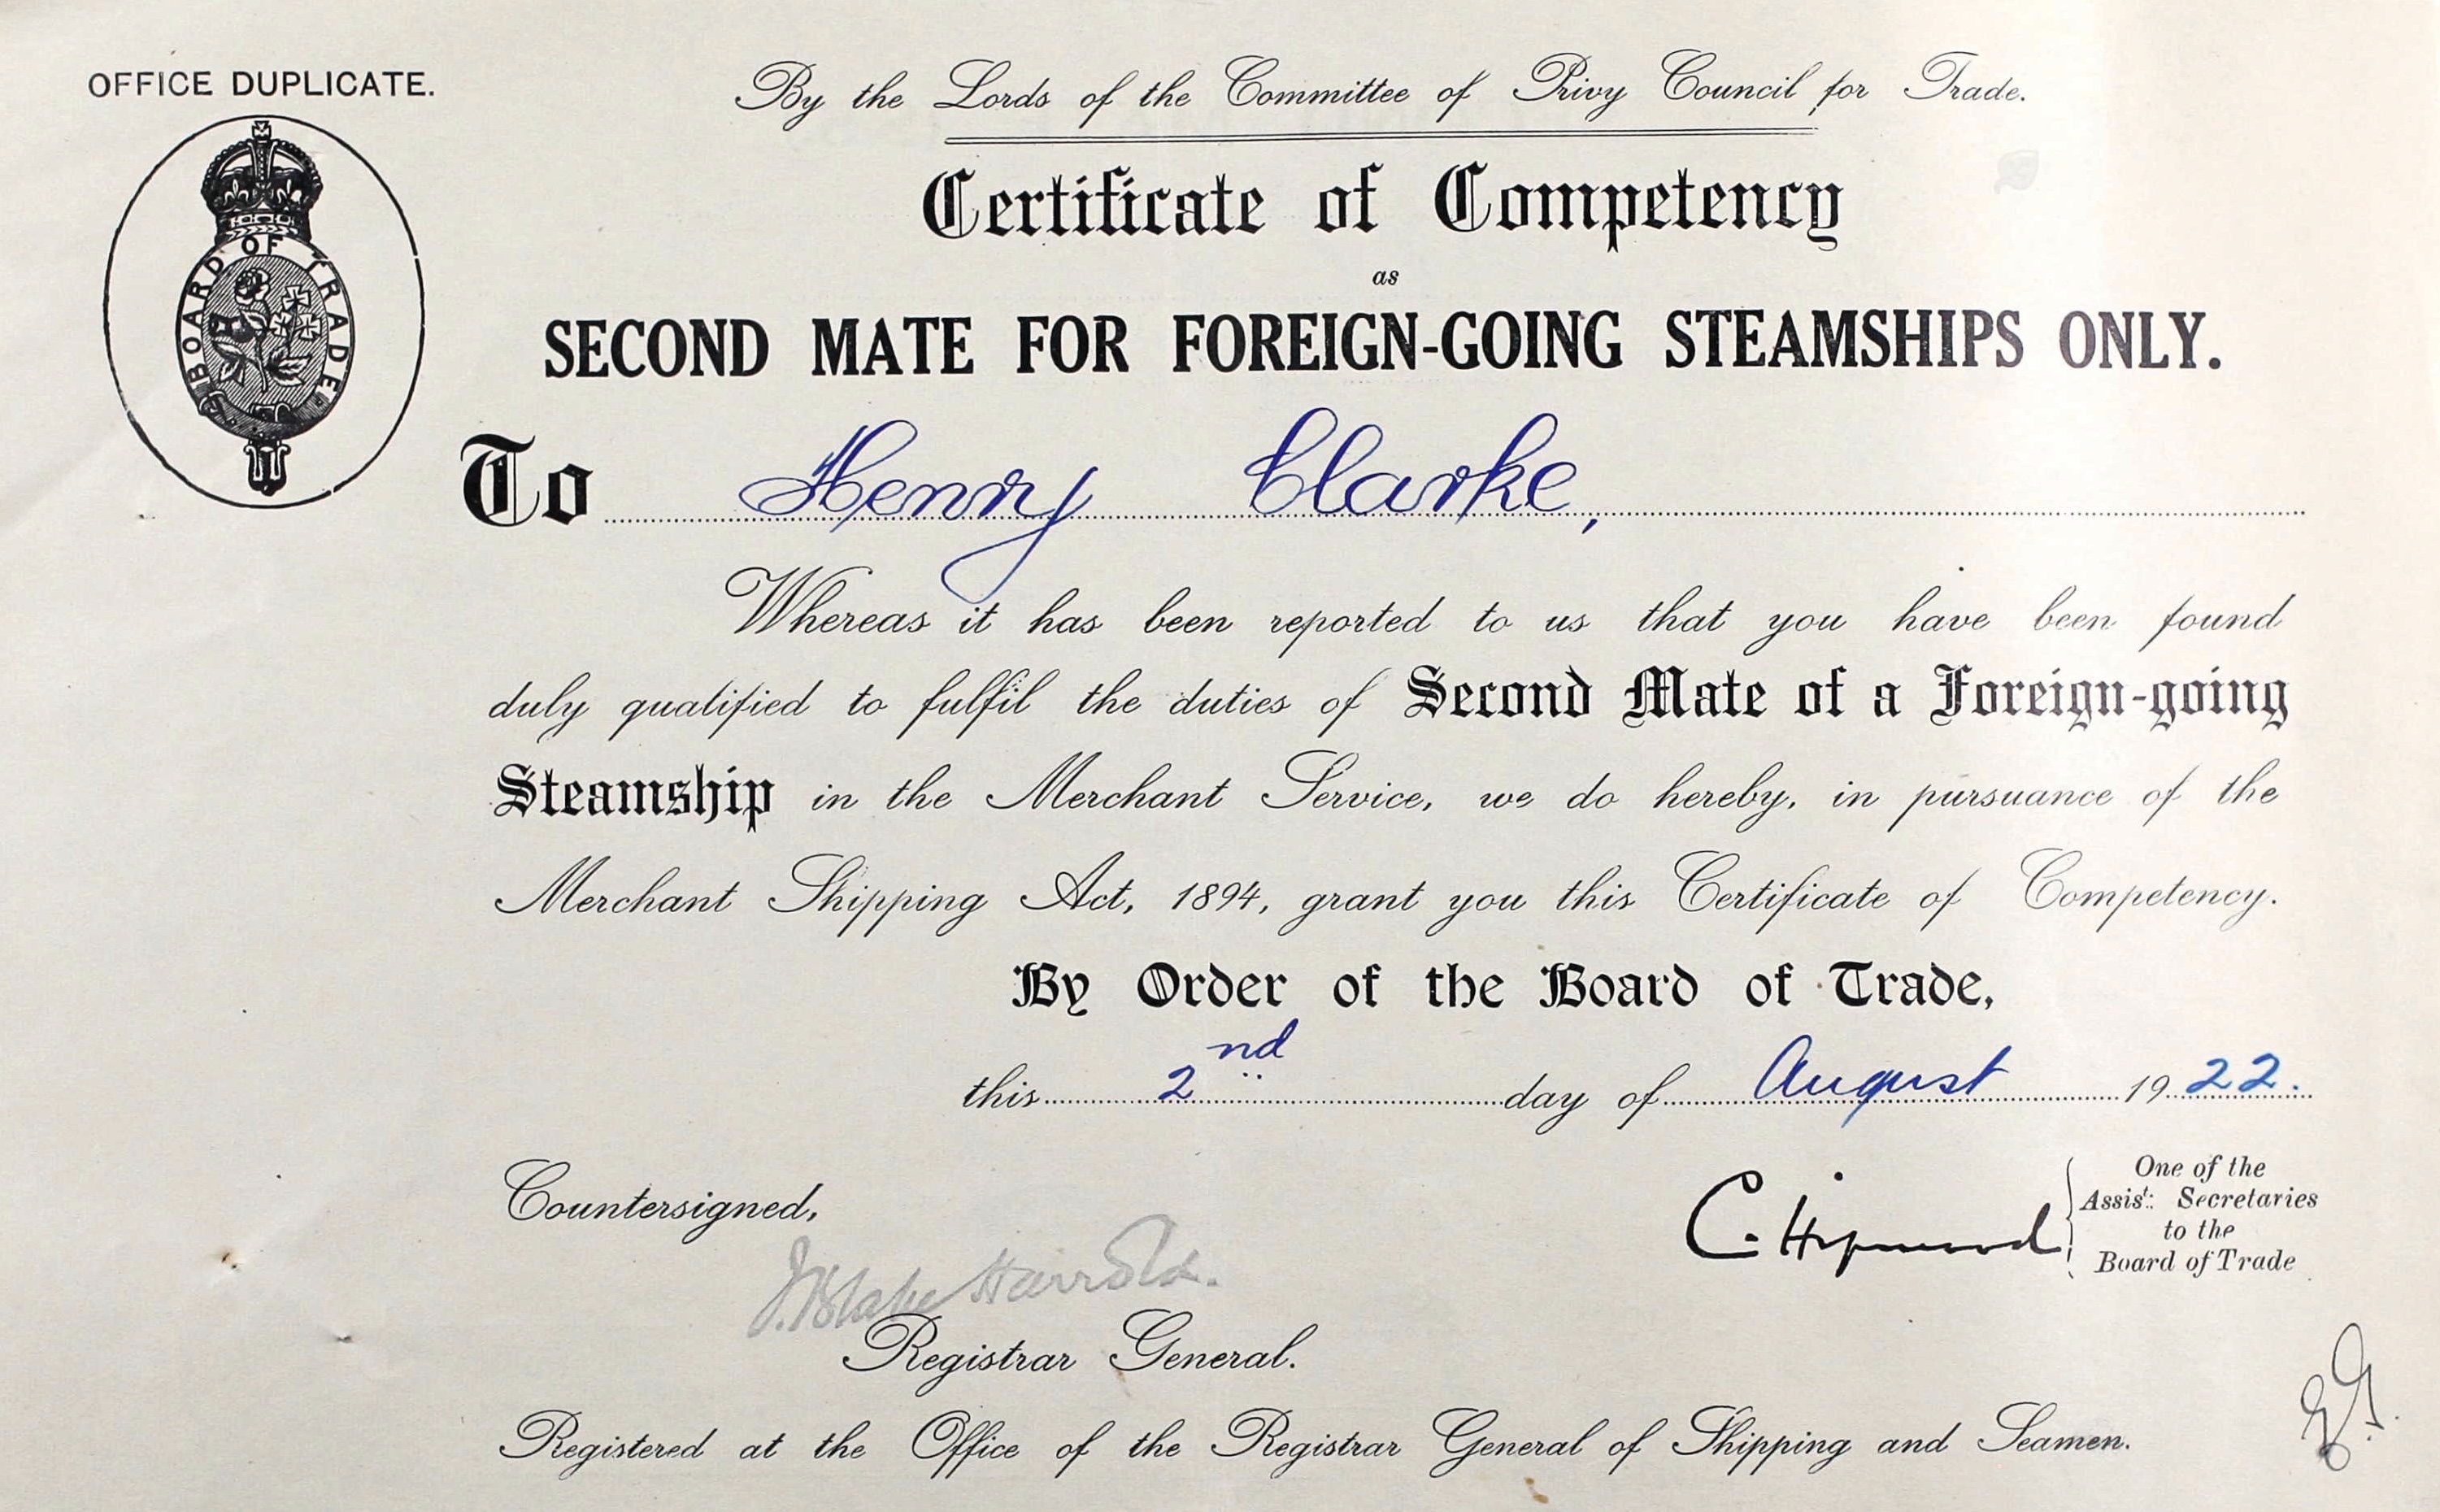 OFFICE DUPLICATE.
BOARD OF TRADE
By the Lords of the Committee of Privy Council for Trade.
Certificate of Competency
as
SECOND MATE FOR FOREIGN-GOING STEAMSHIPS ONLY.
To Henry Clarke,
Whereas it has been reported to us that you have been found
duly qualified to fulfil the duties of Second Mate of a Foreign-going
Steamship in the Merchant Service, we do hereby, in pursuance of the
Merchant Shipping Act, 1894, grant you this Certificate of Competency.
By Order of the Board of Trade,
this 2nd day of August 1922.
Countersigned,
J. Blake Harrold.
C. Hipwood
One of the
Assist: Secretaries
to the
Board of Trade
Registrar General.
Registered at the Office of the Registrar General of Shipping and Seamen.